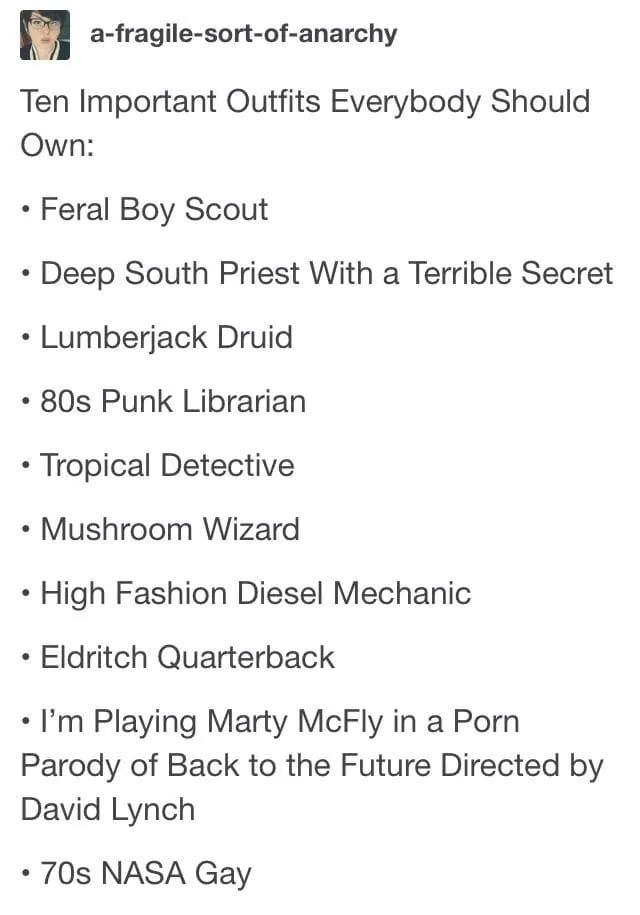 a-fragile-sort-of-anarchy
Ten Important Outfits Everybody Should
Own:
• Feral Boy Scout
• Deep South Priest With a Terrible Secret
• Lumberjack Druid
• 80s Punk Librarian
• Tropical Detective
• Mushroom Wizard
• High Fashion Diesel Mechanic
• Eldritch Quarterback
• I’m Playing Marty McFly in a Porn
Parody of Back to the Future Directed by
David Lynch
• 70s NASA Gay